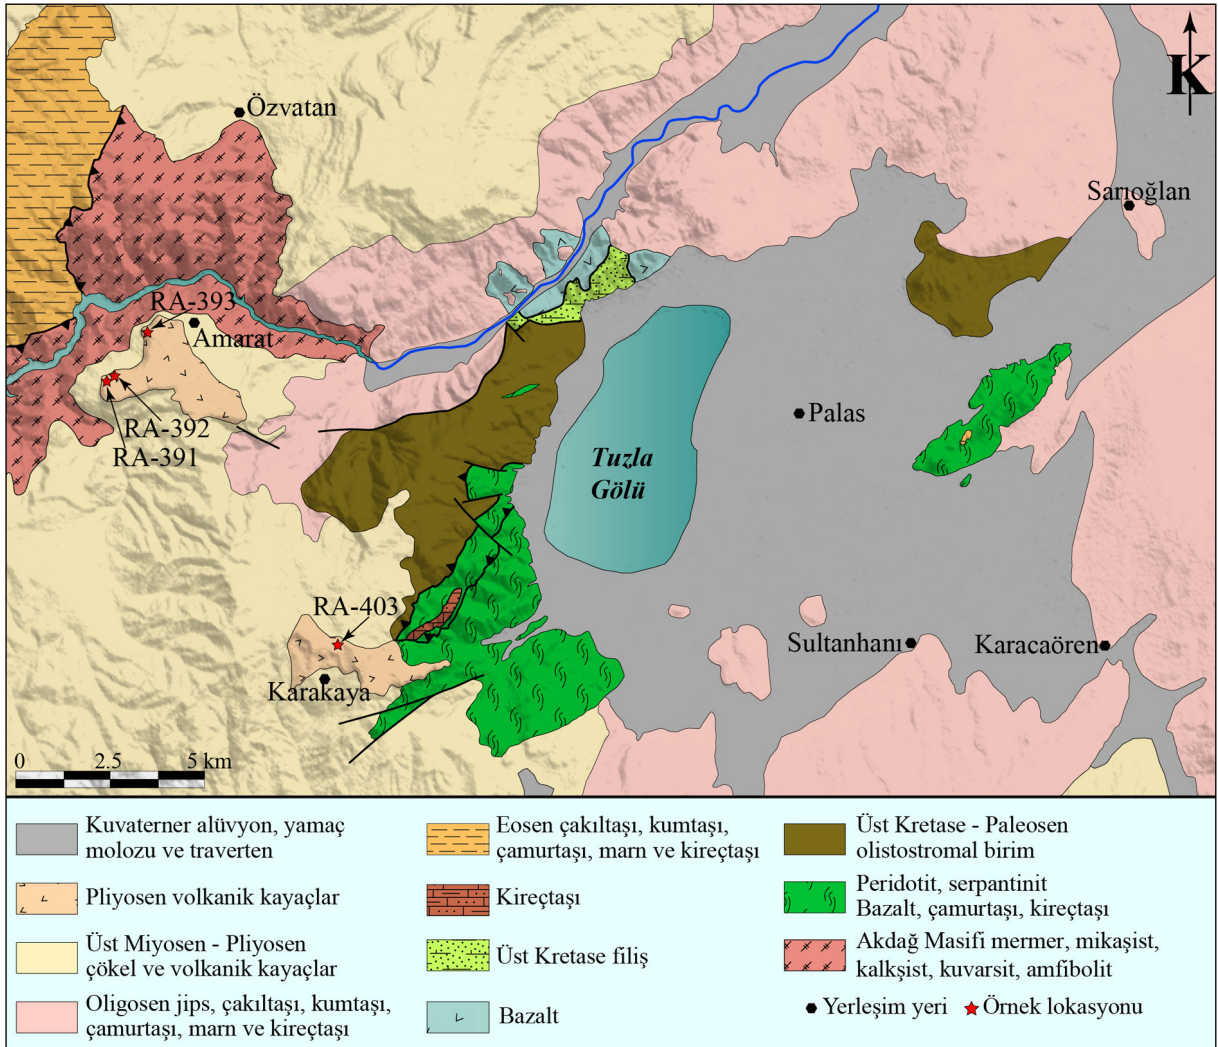 Özvatan
K
Sarıoğlan
RA-393
Amarat
RA-392
RA-391
Palas
Tuzla
Gölü
RA-403
Karakaya
Sultanhanı
Karacaören
0 2.5 5 km
Kuvaterner alüvyon, yamaç
molozu ve traverten
Pliyosen volkanik kayaçlar
Üst Miyosen - Pliyosen
çökel ve volkanik kayaçlar
Oligosen jips, çakıltaşı, kumtaşı,
çamurtaşı, marn ve kireçtaşı
Eosen çakıltaşı, kumtaşı,
çamurtaşı, marn ve kireçtaşı
Kireçtaşı
Üst Kretase filiş
Bazalt
Üst Kretase - Paleosen
olistostromal birim
Peridotit, serpantinit
Bazalt, çamurtaşı, kireçtaşı
Akdağ Masifi mermer, mikaşist,
kalkşist, kuvarsit, amfibolit
Yerleşim yeri Örnek lokasyonu